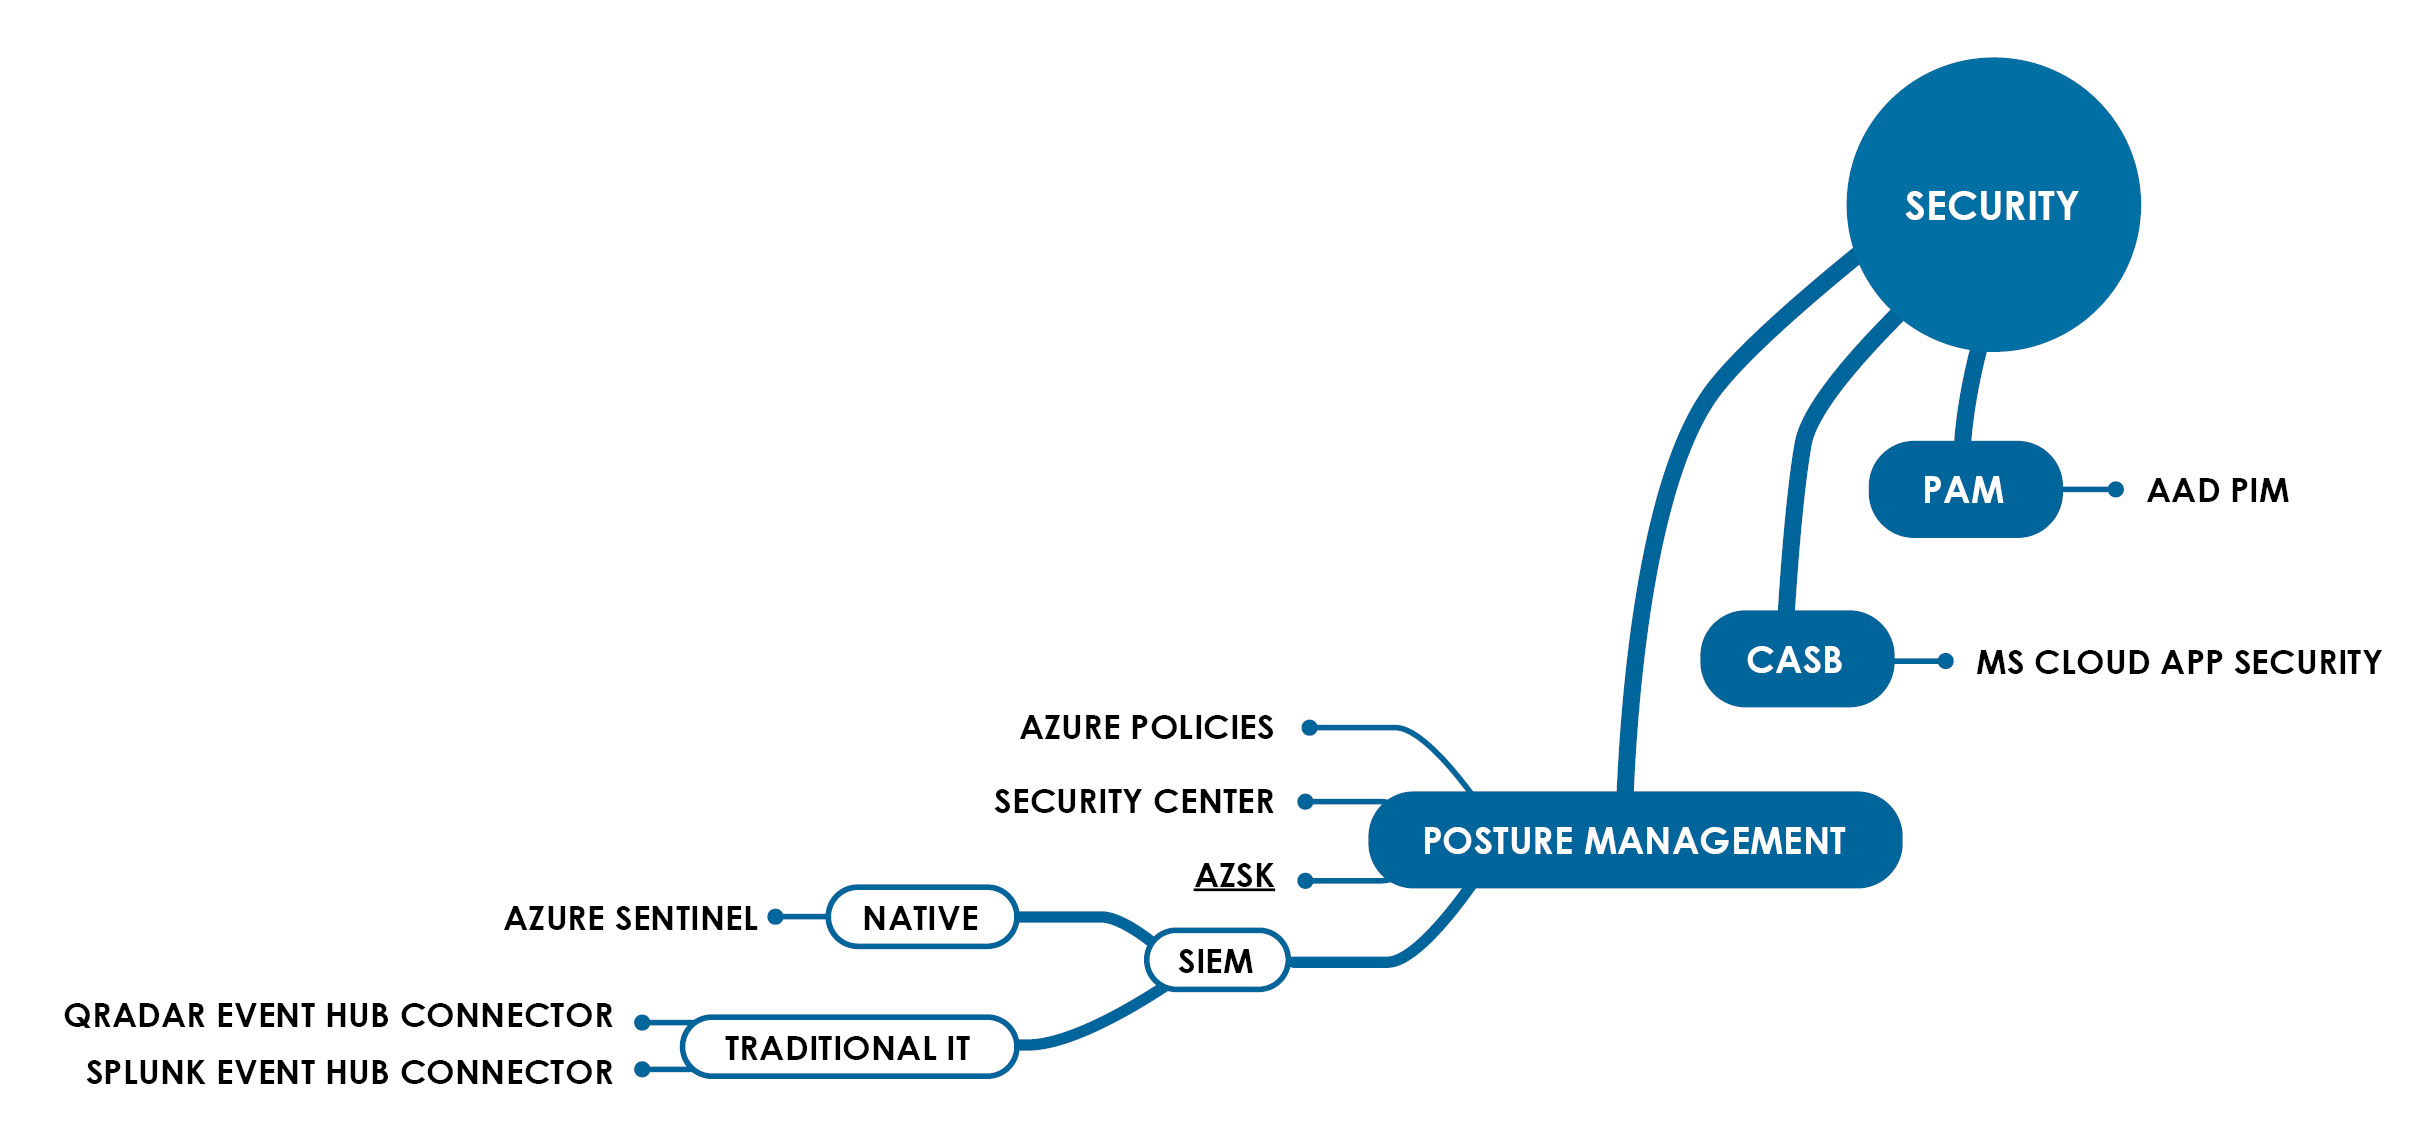 SECURITY
PAM
AAD PIM
CASB
MS CLOUD APP SECURITY
AZURE POLICIES
SECURITY CENTER
POSTURE MANAGEMENT
AZSK
AZURE SENTINEL
NATIVE
SIEM
QRADAR EVENT HUB CONNECTOR
TRADITIONAL IT
SPLUNK EVENT HUB CONNECTOR